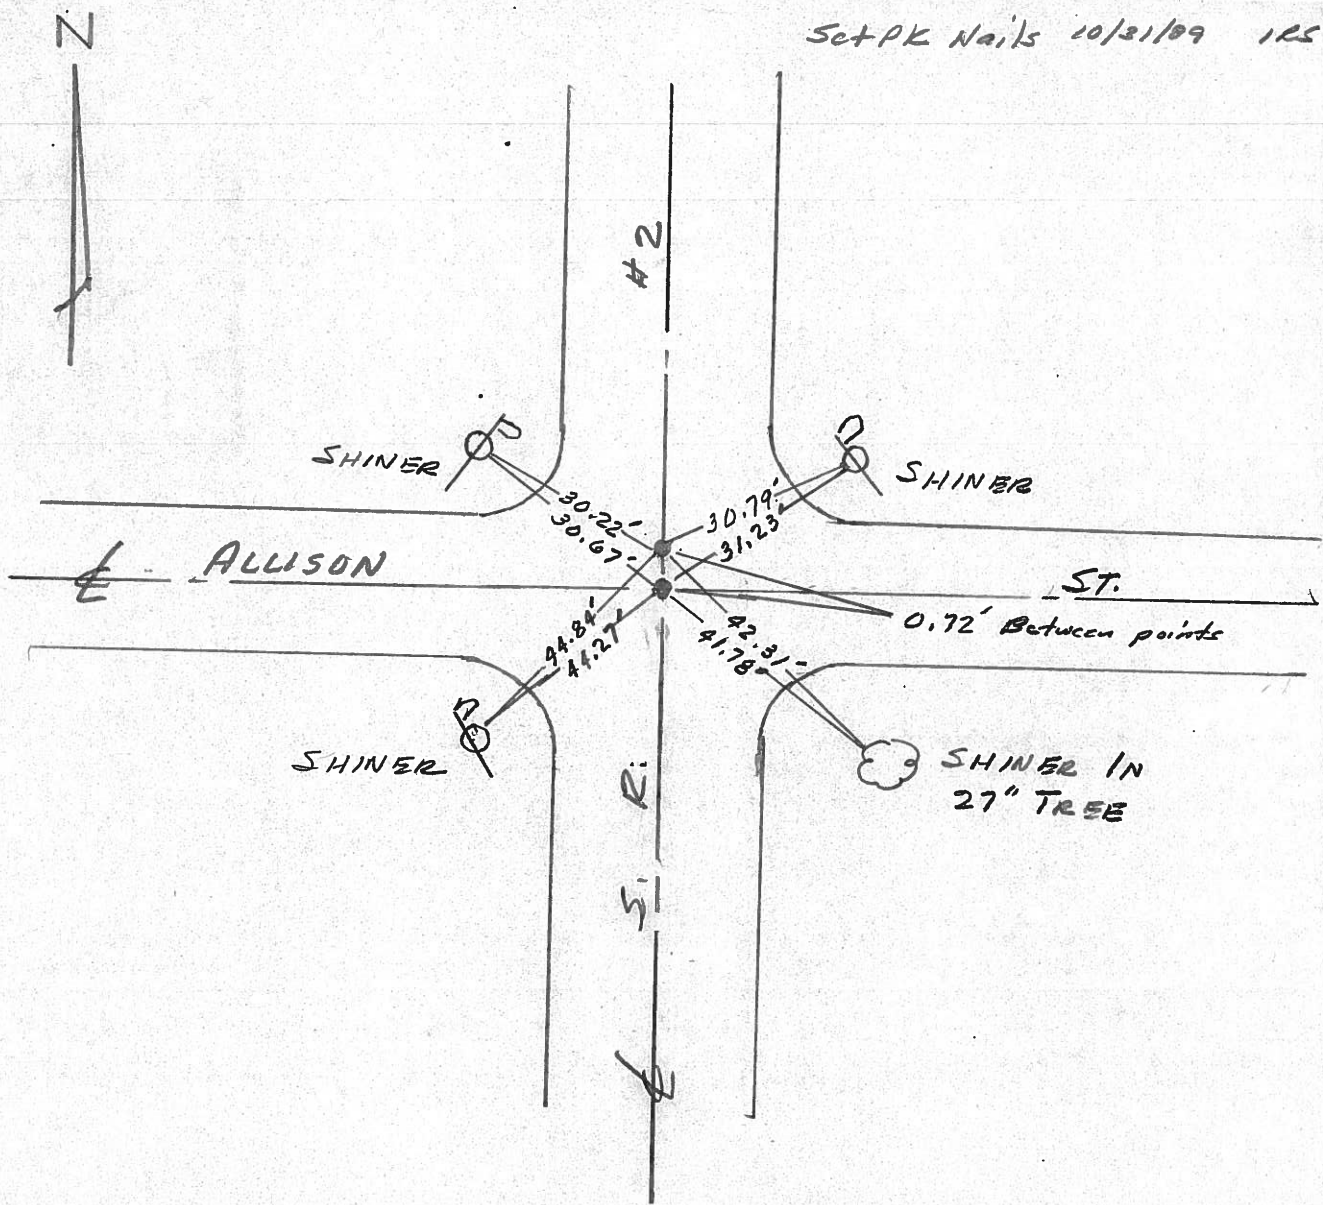 N
Set PK Nails 10/31/89
# 2
SHINER
SHINER
30.22'
30.67'
30.79'
31.23'
℄ ALLISON ST.
0.72' Between points
44.84'
44.27'
42.31'
41.78'
SHINER
SHINER IN
27" TREE
S. R.
℄